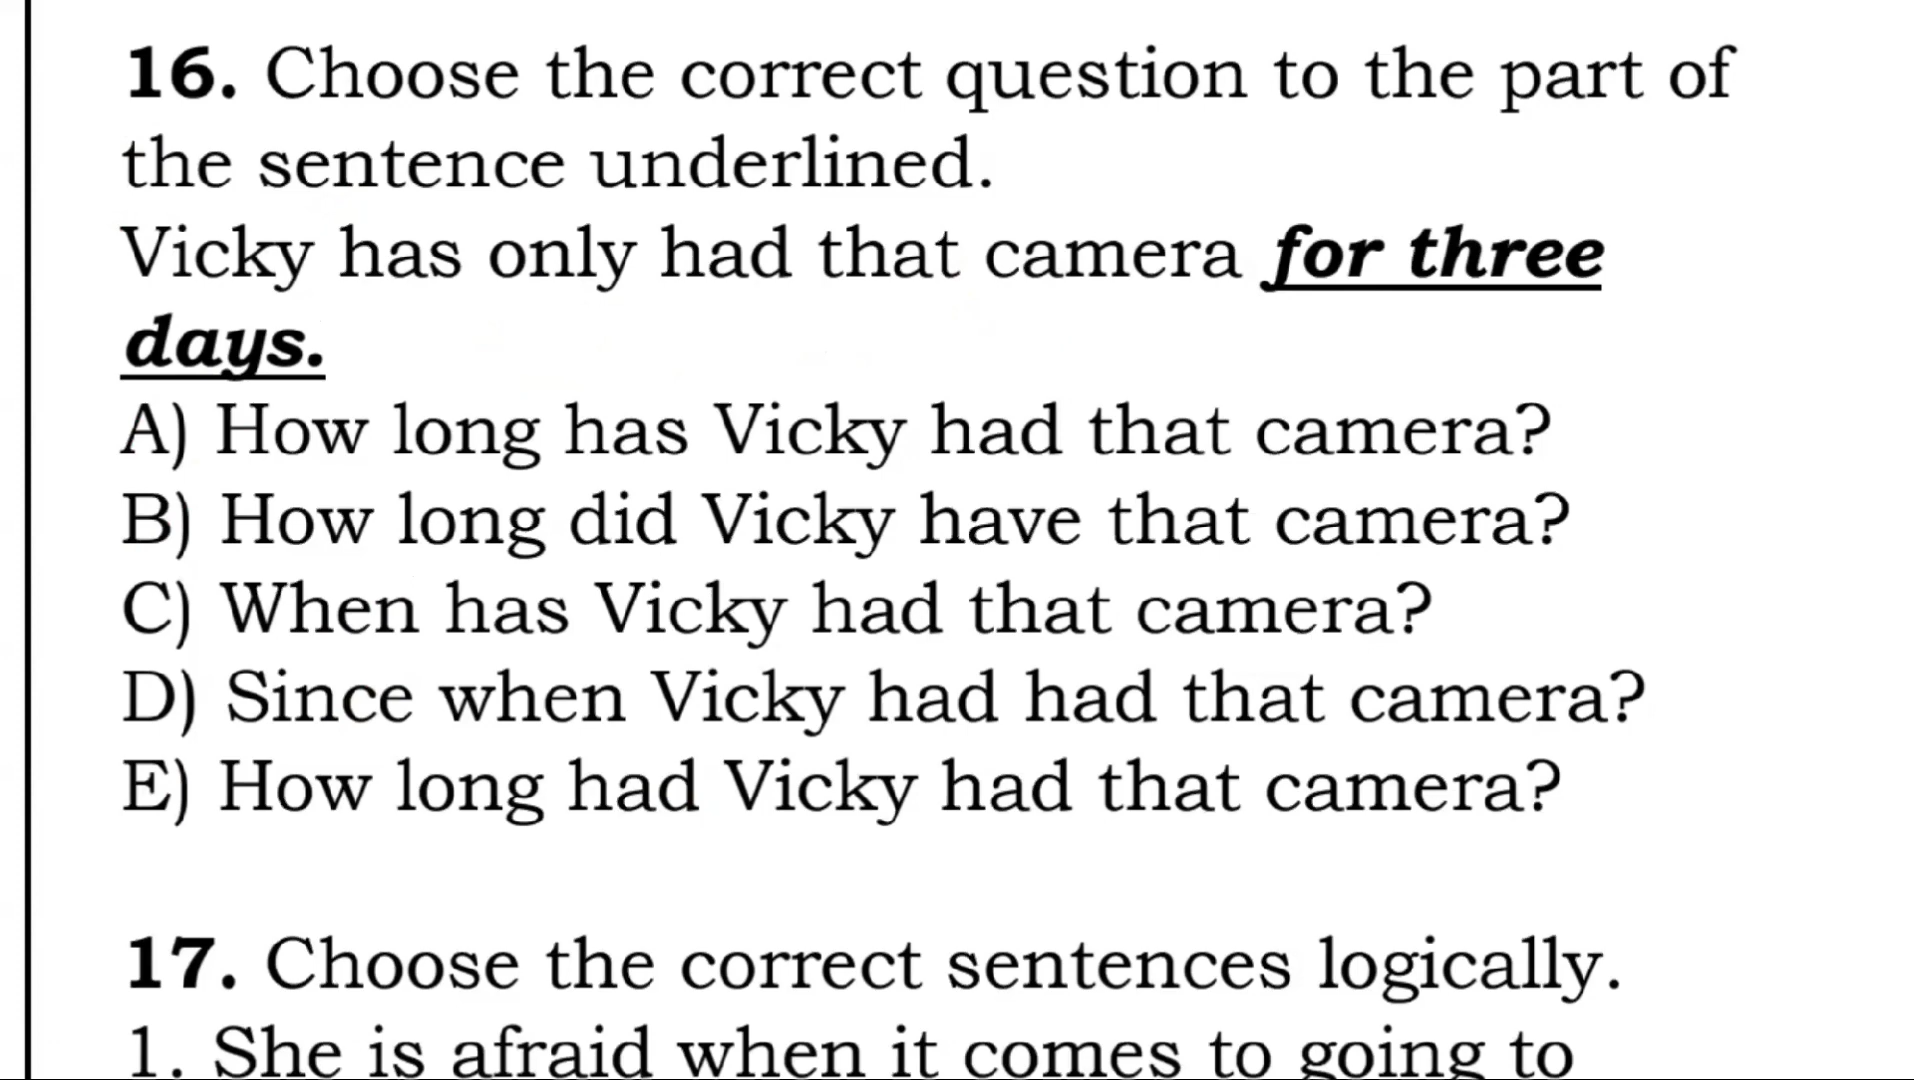 16. Choose the correct question to the part of
the sentence underlined.
Vicky has only had that camera for three
days.
A) How long has Vicky had that camera?
B) How long did Vicky have that camera?
C) When has Vicky had that camera?
D) Since when Vicky had had that camera?
E) How long had Vicky had that camera?
17. Choose the correct sentences logically.
1. She is afraid when it comes to going to